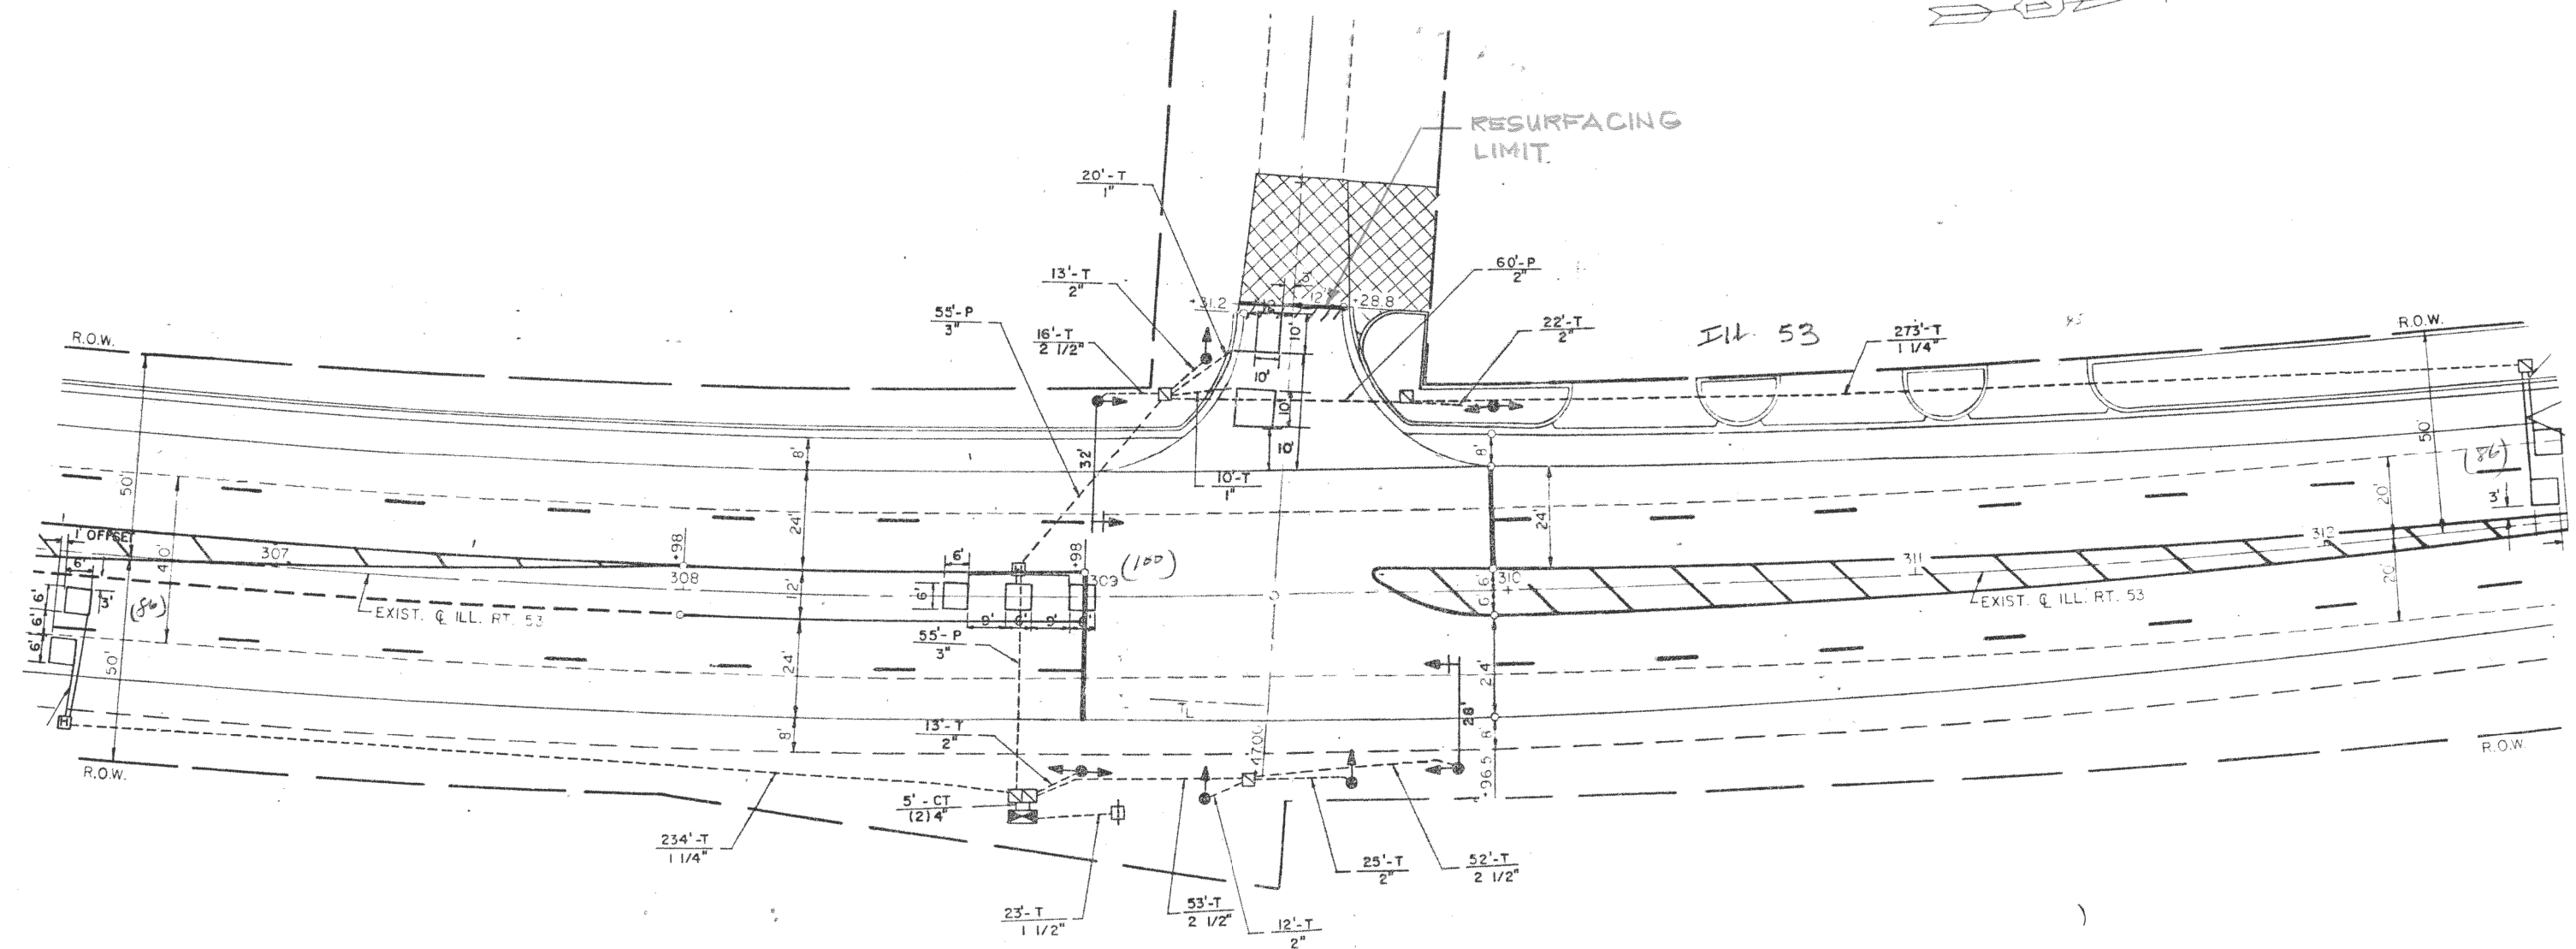 RESURFACING
LIMIT.
20'-T
1"
13'-T
2"
60'-P
2"
55'-P
3"
16'-T
2 1/2"
+31.2
12'
+28.8
22'-T
2"
ILL 53
273'-T
1 1/4"
R.O.W.
R.O.W.
10'
10'
10'
10'
10'-T
1"
32'
8'
8'
50'
50'
(86)
3'
20'
20'
24'
24'
40'
1' OFFSET
307
+98
308
+98
309
(100)
310
311
312
6'
6'
3'
(86)
6'
6'
6'
EXIST. ℄ ILL. RT. 53
EXIST. ℄ ILL. RT. 53
6'
6'
12'
9'
6'
9'
6'
6'
6'
55'-P
3"
50'
24'
24'
8'
8'
28'
TL
47.00
+96.5
13'-T
2"
H
H
R.O.W.
R.O.W.
5'-CT
(2) 4"
234'-T
1 1/4"
23'-T
1 1/2"
53'-T
2 1/2"
12'-T
2"
25'-T
2"
52'-T
2 1/2"